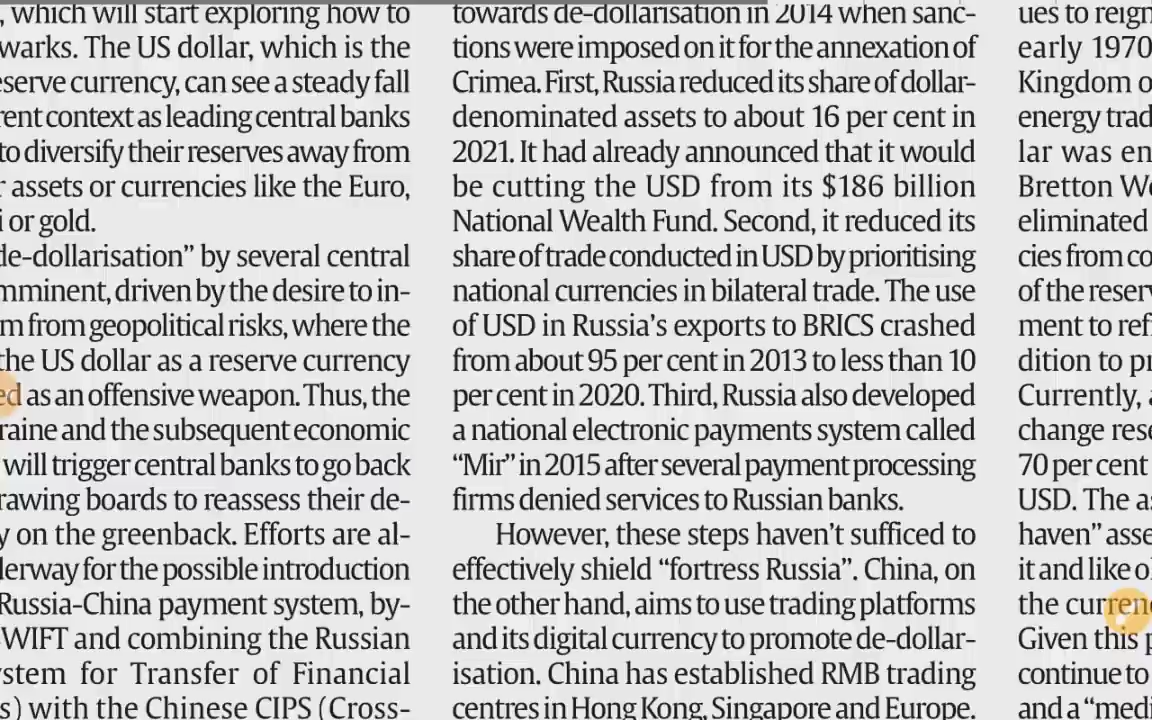 , which will start exploring how to
warks. The US dollar, which is the
eserve currency, can see a steady fall
rent context as leading central banks
to diversify their reserves away from
r assets or currencies like the Euro,
i or gold.
de-dollarisation” by several central
mminent, driven by the desire to in-
m from geopolitical risks, where the
the US dollar as a reserve currency
ed as an offensive weapon. Thus, the
raine and the subsequent economic
will trigger central banks to go back
rawing boards to reassess their de-
y on the greenback. Efforts are al-
lerway for the possible introduction
Russia-China payment system, by-
WIFT and combining the Russian
stem for Transfer of Financial
s) with the Chinese CIPS (Cross-
towards de-dollarisation in 2014 when sanc-
tions were imposed on it for the annexation of
Crimea. First, Russia reduced its share of dollar-
denominated assets to about 16 per cent in
2021. It had already announced that it would
be cutting the USD from its $186 billion
National Wealth Fund. Second, it reduced its
share of trade conducted in USD by prioritising
national currencies in bilateral trade. The use
of USD in Russia’s exports to BRICS crashed
from about 95 per cent in 2013 to less than 10
per cent in 2020. Third, Russia also developed
a national electronic payments system called
“Mir” in 2015 after several payment processing
firms denied services to Russian banks.
However, these steps haven’t sufficed to
effectively shield “fortress Russia”. China, on
the other hand, aims to use trading platforms
and its digital currency to promote de-dollar-
isation. China has established RMB trading
centres in Hong Kong, Singapore and Europe.
ues to reign
early 1970
Kingdom o
energy trad
lar was en
Bretton Wo
eliminated
cies from co
of the reserv
ment to refi
dition to pr
Currently, a
change rese
70 per cent
USD. The as
haven” asse
it and like o
the curren
Given this p
continue to
and a “medi